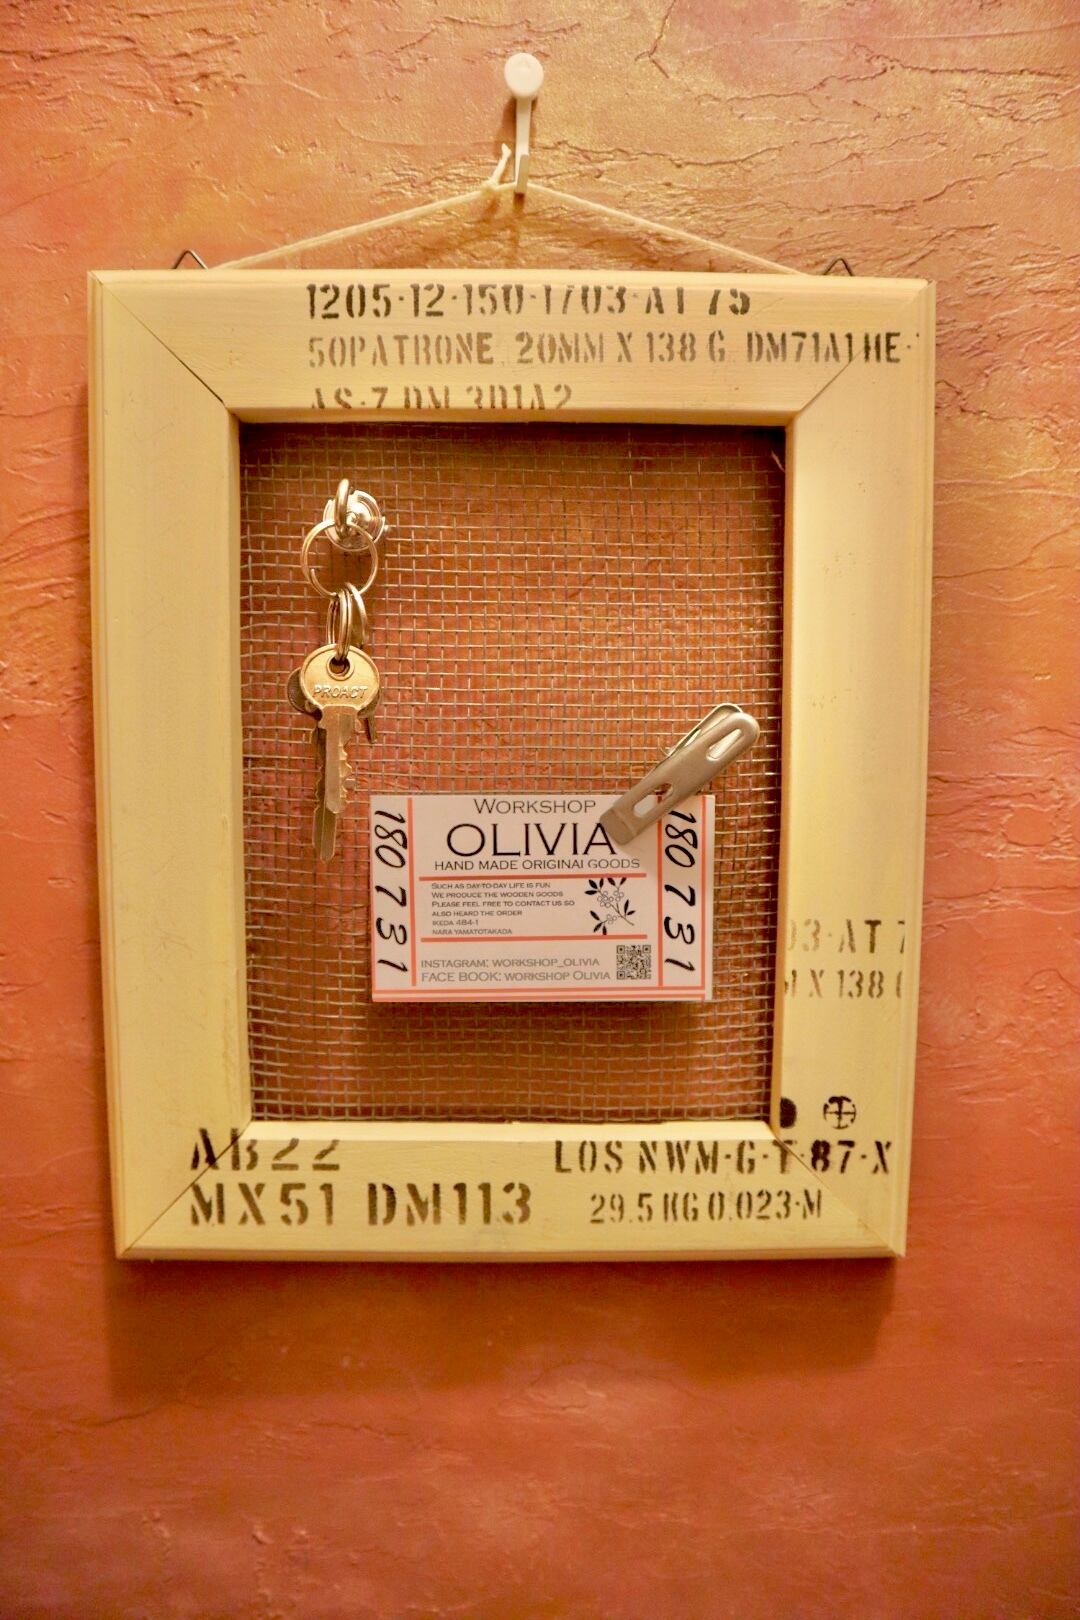 1205-12-150-1703-AT 75
50PATRONE, 20MM X 138 G, DM71A1HE-
AS-7 DM 3D1A2
PROACT
WORKSHOP
OLIVIA
HAND MADE ORIGINAl GOODS
SUCH AS DAY-TO-DAY LIFE IS FUN
WE PRODUCE THE WOODEN GOODS
PLEASE FEEL FREE TO CONTACT US SO
ALSO HEARD THE ORDER
IKEDA 484-1
NARA YAMATOTAKADA
INSTAGRAM: WORKSHOP_OLIVIA
FACE BOOK: WORKSHOP OLIVIA
180 731
180 731
03-AT 7
M X 138 G
AB22
MX51 DM113
LOS NWM-G-T-87-X
29.5 KG 0.023-M